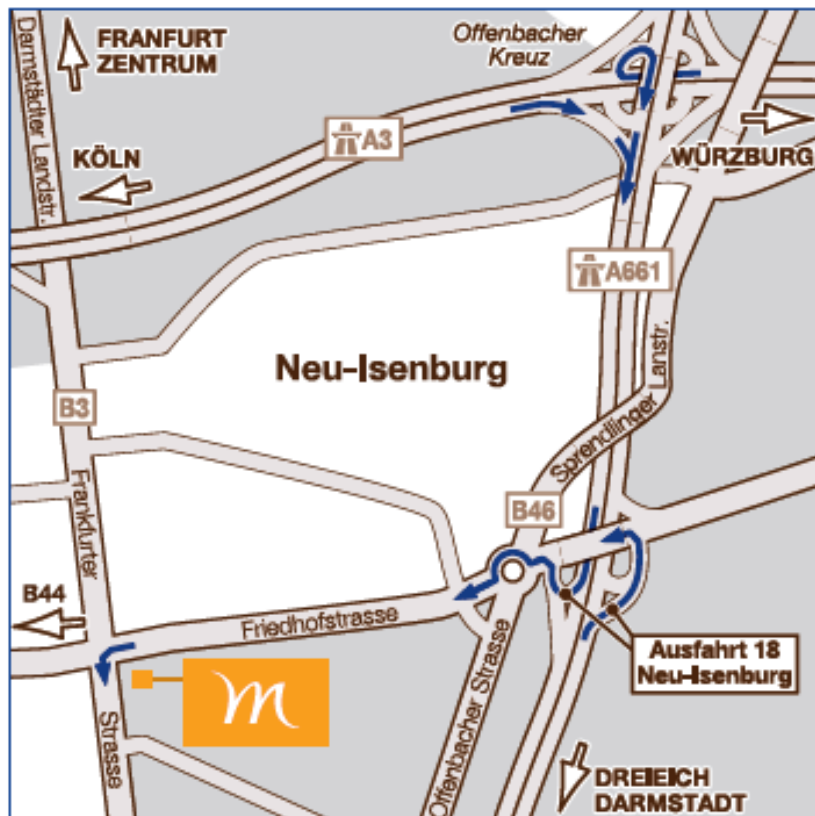 FRANFURT
ZENTRUM
Offenbacher
Kreuz
Darmstädter Landstr.
A3
KÖLN
WÜRZBURG
A661
Neu-Isenburg
Sprendlinger Lanstr.
B3
B46
Frankfurter
B44
Friedhofstrasse
Ausfahrt 18
Neu-Isenburg
m
Strasse
Offenbacher Strasse
DREIEICH
DARMSTADT